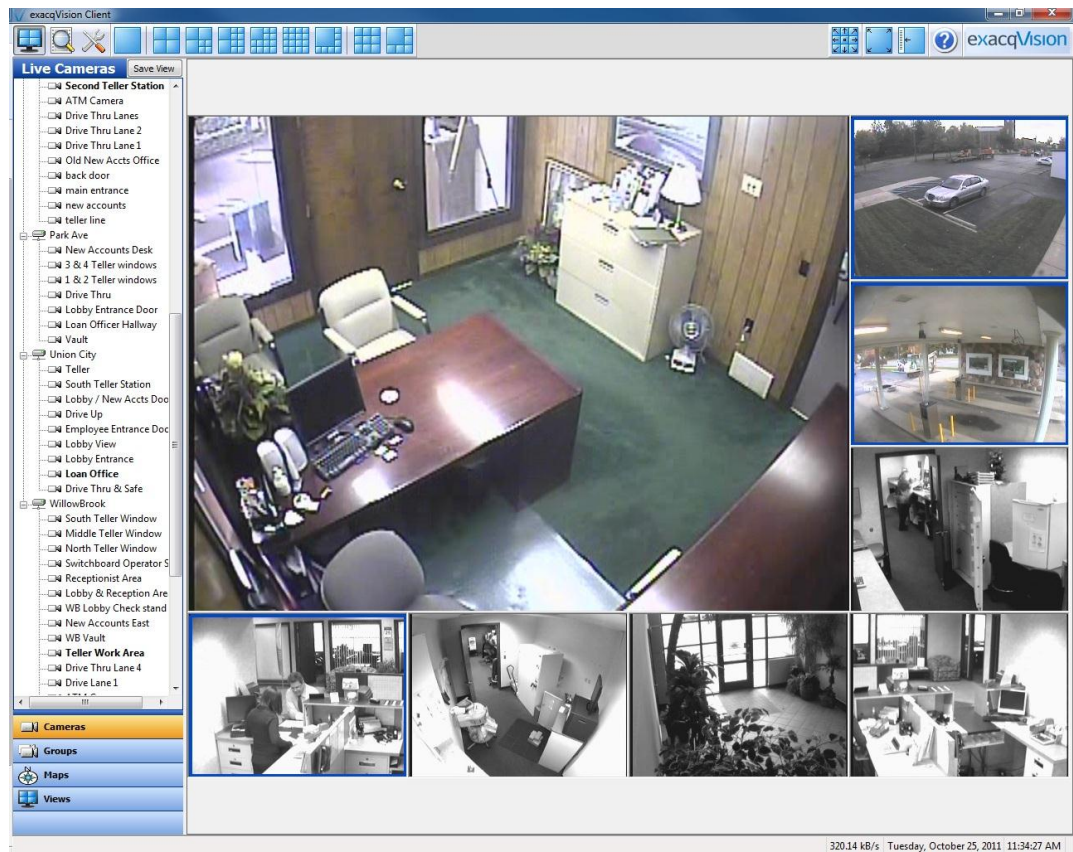 exacqVision Client
exacqVision
Live Cameras
Save View
Second Teller Station
ATM Camera
Drive Thru Lanes
Drive Thru Lane 2
Drive Thru Lane 1
Old New Accts Office
back door
main entrance
new accounts
teller line
Park Ave
New Accounts Desk
3 & 4 Teller windows
1 & 2 Teller windows
Drive Thru
Lobby Entrance Door
Loan Officer Hallway
Vault
Union City
Teller
South Teller Station
Lobby / New Accts Doo
Drive Up
Employee Entrance Doc
Lobby View
Lobby Entrance
Loan Office
Drive Thru & Safe
WillowBrook
South Teller Window
Middle Teller Window
North Teller Window
Switchboard Operator S
Receptionist Area
Lobby & Reception Are
WB Lobby Check stand
New Accounts East
WB Vault
Teller Work Area
Drive Thru Lane 4
Drive Lane 1
Cameras
Groups
Maps
Views
320.14 kB/s Tuesday, October 25, 2011 11:34:27 AM